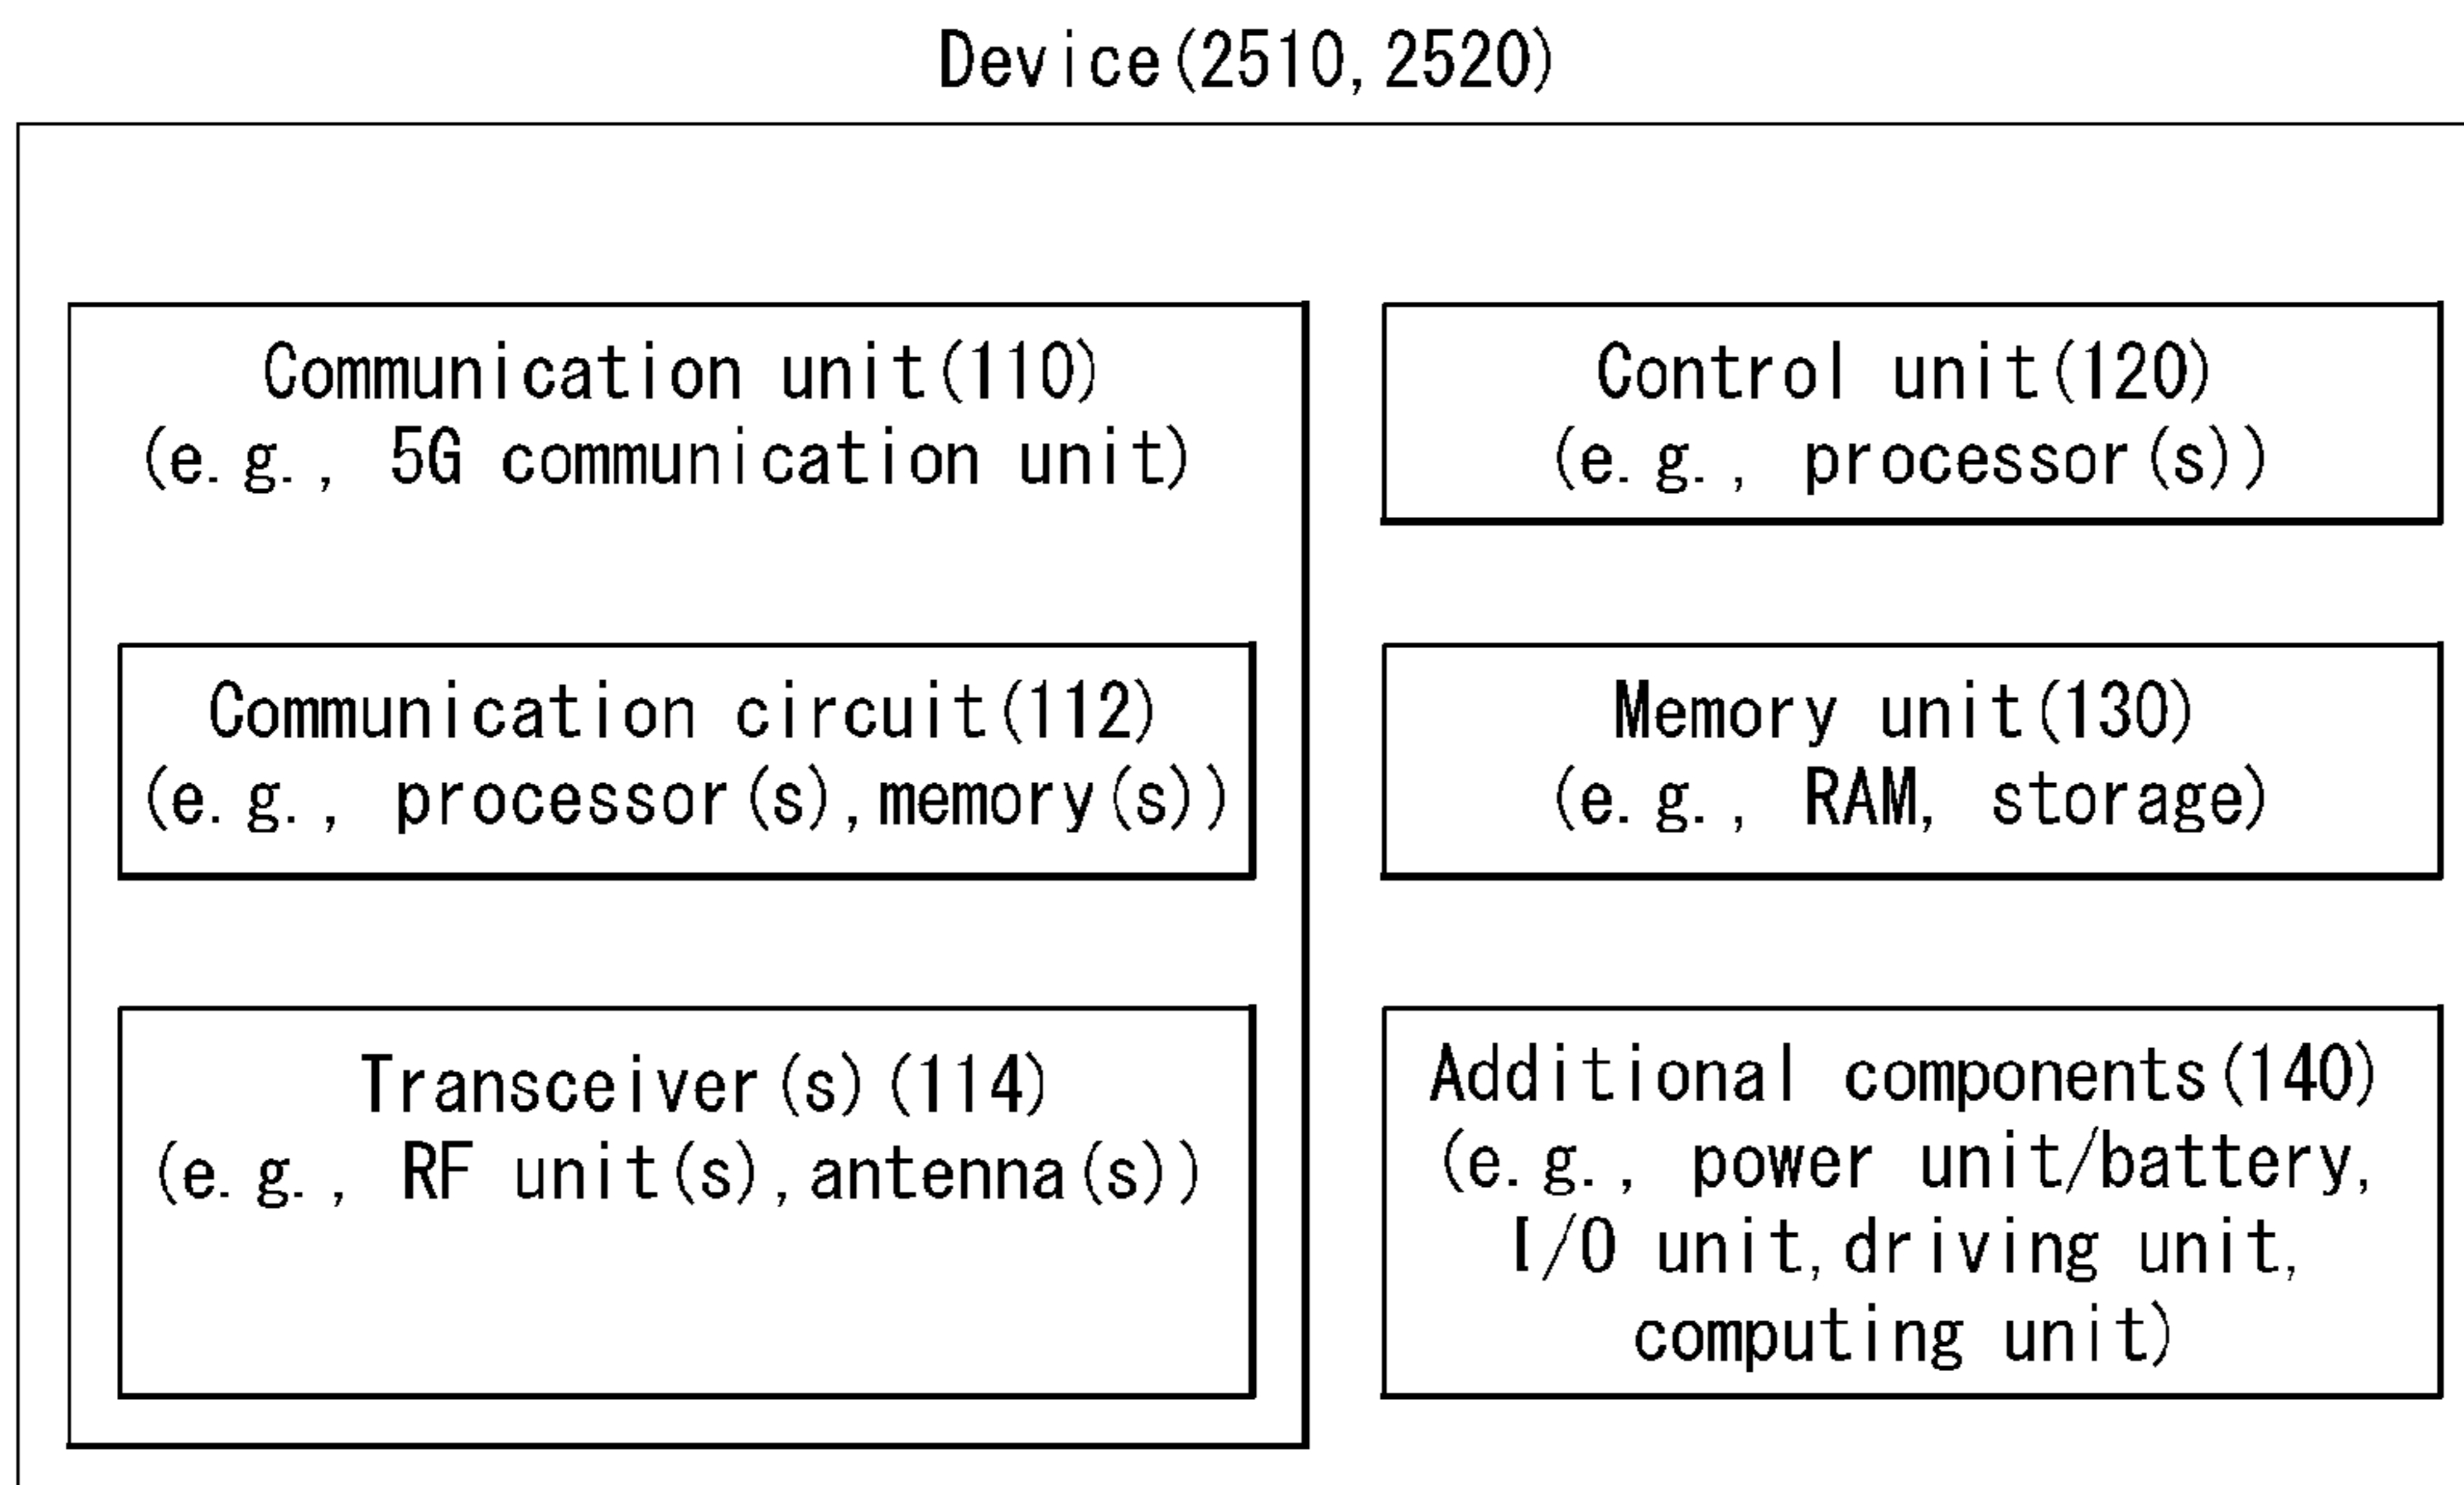 Device(2510,2520)
Communication unit(110)
(e.g., 5G communication unit)
Communication circuit(112)
(e.g., processor(s),memory(s))
Transceiver(s)(114)
(e.g., RF unit(s),antenna(s))
Control unit(120)
(e.g., processor(s))
Memory unit(130)
(e.g., RAM, storage)
Additional components(140)
(e.g., power unit/battery,
I/O unit,driving unit,
computing unit)